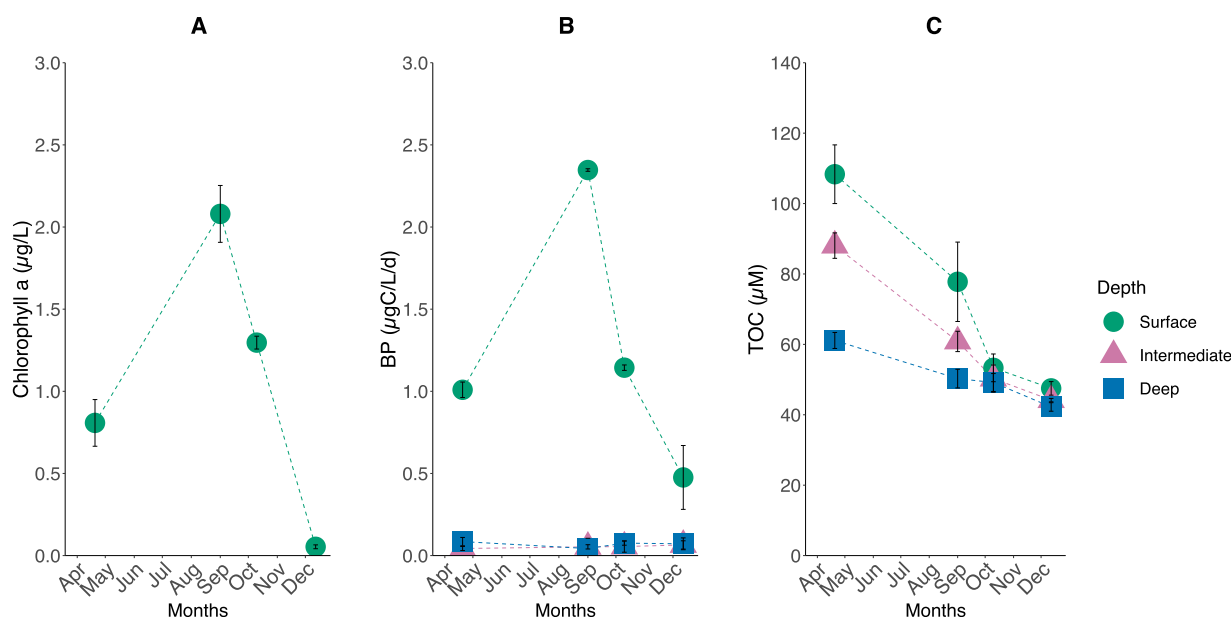 A
3.0
2.5
2.0
1.5
1.0
0.5
0.0
Chlorophyll a (µg/L)
Apr
May
Jun
Jul
Aug
Sep
Oct
Nov
Dec
Months
B
3.0
2.5
2.0
1.5
1.0
0.5
0.0
BP (µgC/L/d)
Apr
May
Jun
Jul
Aug
Sep
Oct
Nov
Dec
Months
C
140
120
100
80
60
40
20
0
TOC (µM)
Apr
May
Jun
Jul
Aug
Sep
Oct
Nov
Dec
Months
Depth
Surface
Intermediate
Deep